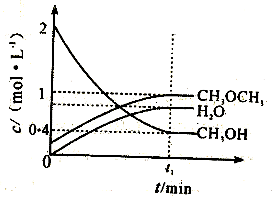 c/ (mol·L⁻¹)
2
1
0·4
0
CH₃OCH₃
H₂O
CH₃OH
t₁
t/min